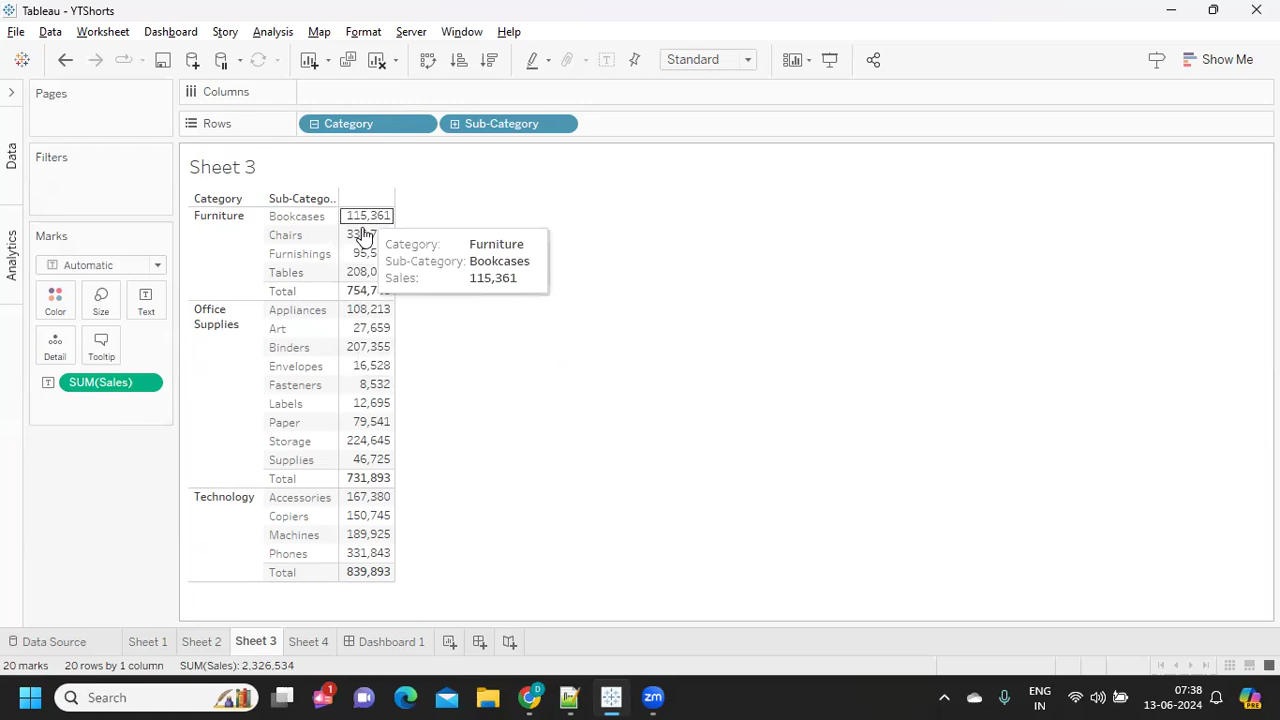 Tableau - YTShorts
File Data Worksheet Dashboard Story Analysis Map Format Server Window Help
Standard
Show Me
Pages
Columns
Rows Category Sub-Category
Filters
Data
Analytics
Sheet 3
Marks
Automatic
Color Size Text
Detail Tooltip
SUM(Sales)
Category Sub-Catego..
Furniture Bookcases 115,361
Chairs
Furnishings
Tables
Total
Category: Furniture
Sub-Category: Bookcases
Sales: 115,361
Office Supplies Appliances 108,213
Art 27,659
Binders 207,355
Envelopes 16,528
Fasteners 8,532
Labels 12,695
Paper 79,541
Storage 224,645
Supplies 46,725
Total 731,893
Technology Accessories 167,380
Copiers 150,745
Machines 189,925
Phones 331,843
Total 839,893
Data Source Sheet 1 Sheet 2 Sheet 3 Sheet 4 Dashboard 1
20 marks 20 rows by 1 column SUM(Sales): 2,326,534
Search
1
ENG
IN
07:38
13-06-2024
PRE